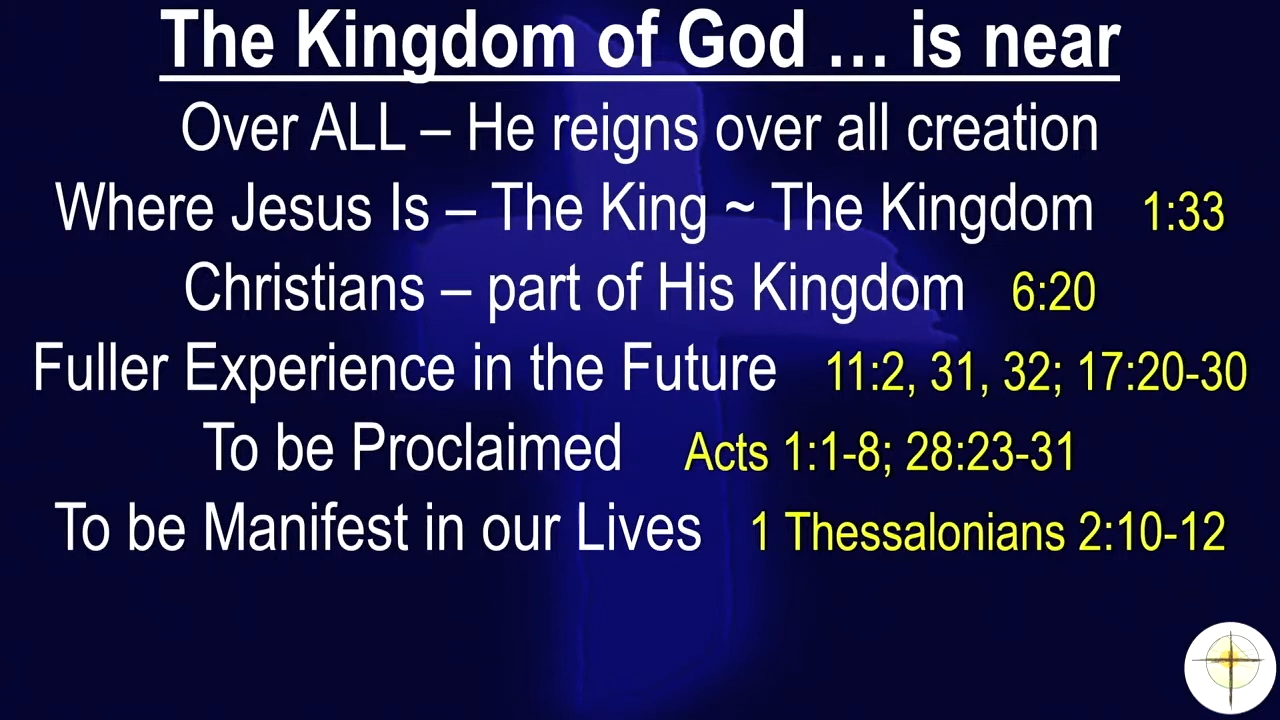 The Kingdom of God … is near
Over ALL – He reigns over all creation
Where Jesus Is – The King ~ The Kingdom 1:33
Christians – part of His Kingdom 6:20
Fuller Experience in the Future 11:2, 31, 32; 17:20-30
To be Proclaimed Acts 1:1-8; 28:23-31
To be Manifest in our Lives 1 Thessalonians 2:10-12